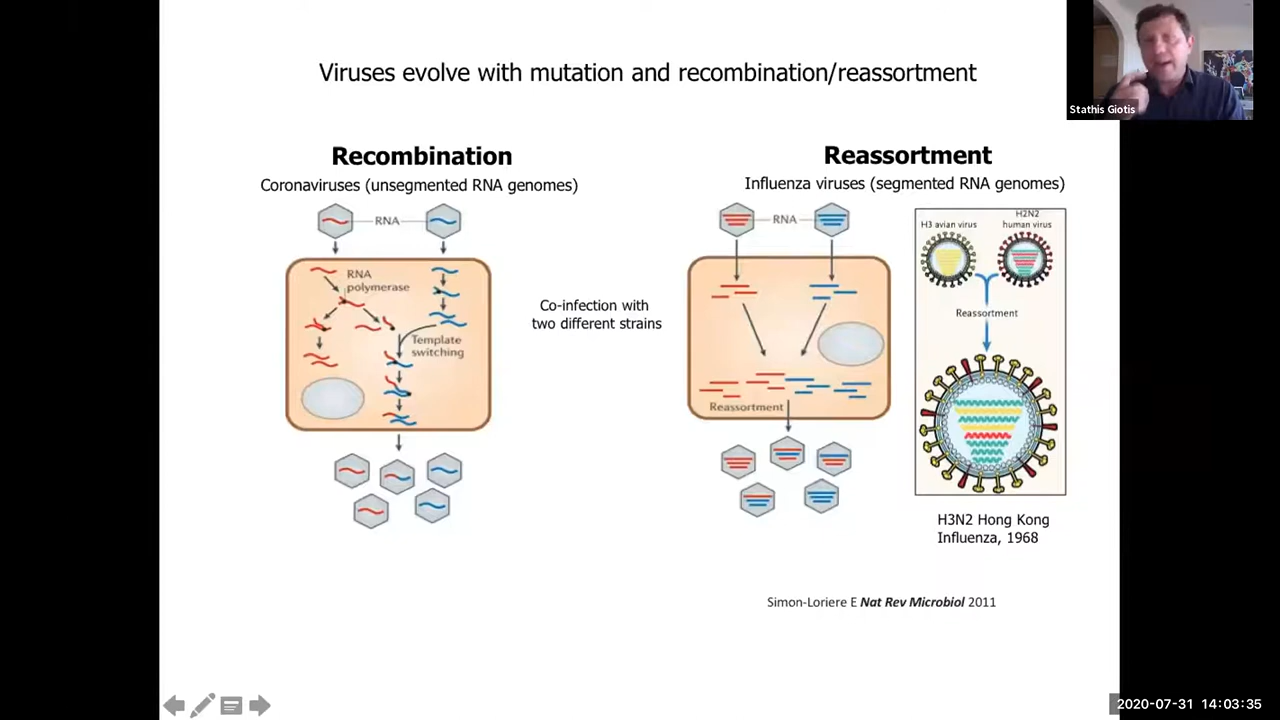 Viruses evolve with mutation and recombination/reassortment
Stathis Giotis
Recombination
Coronaviruses (unsegmented RNA genomes)
RNA
RNA
polymerase
Template
switching
Co-infection with
two different strains
Reassortment
Influenza viruses (segmented RNA genomes)
RNA
Reassortment
H3 avian virus
H2N2
human virus
Reassortment
H3N2 Hong Kong
Influenza, 1968
Simon-Loriere E Nat Rev Microbiol 2011
2020-07-31 14:03:35